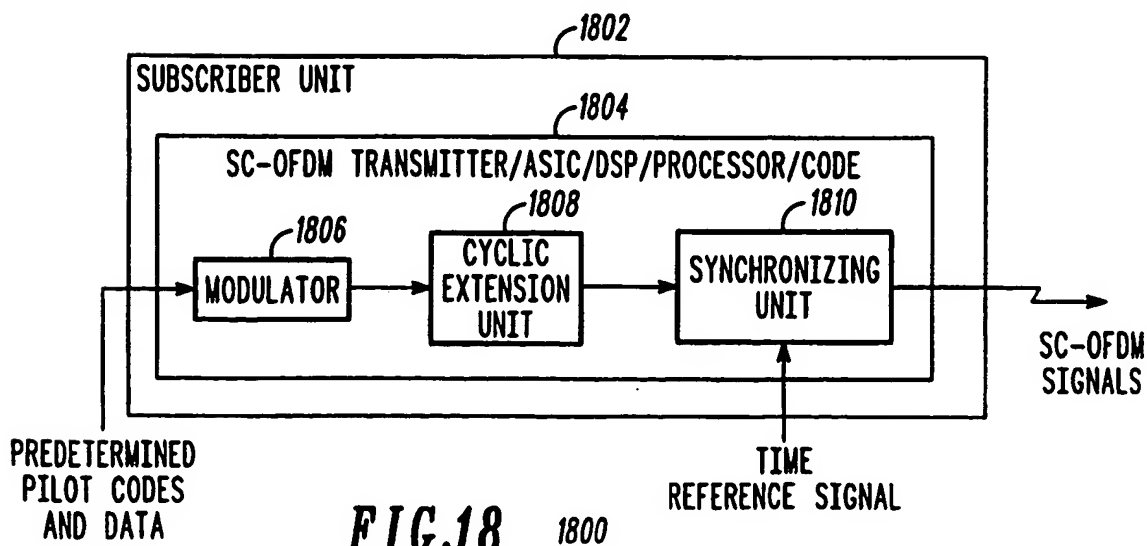 1802
SUBSCRIBER UNIT
1804
SC-OFDM TRANSMITTER/ASIC/DSP/PROCESSOR/CODE
1806
MODULATOR
1808
CYCLIC
EXTENSION
UNIT
1810
SYNCHRONIZING
UNIT
SC-OFDM
SIGNALS
PREDETERMINED
PILOT CODES
AND DATA
TIME
REFERENCE SIGNAL
FIG.18 1800